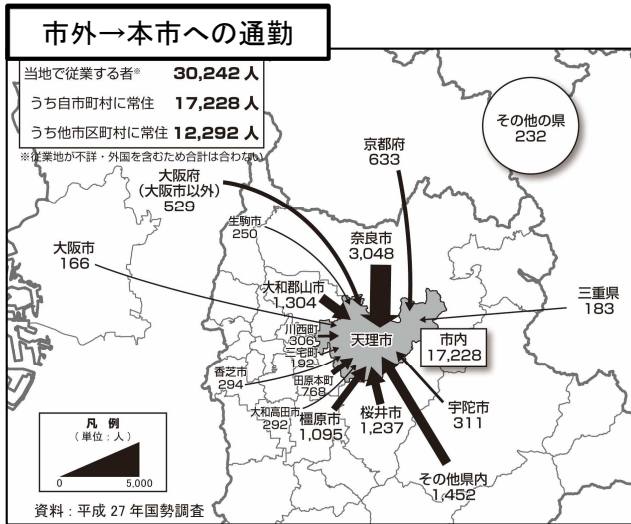 市外→本市への通勤
当地で従業する者※ 30,242 人
うち自市町村に常住 17,228 人
うち他市区町村に常住 12,292 人
※従業地が不詳・外国を含むため合計は合わない
その他の県
232
京都府
633
大阪府
（大阪市以外）
529
生駒市
250
奈良市
3,048
大阪市
166
大和郡山市
1,304
三重県
183
川西町
306
三宅町
192
天理市
市内
17,228
香芝市
294
田原本町
768
大和高田市
292
橿原市
1,095
桜井市
1,237
宇陀市
311
その他県内
1,452
凡 例
（単位：人）
0 5,000
資料：平成 27 年国勢調査